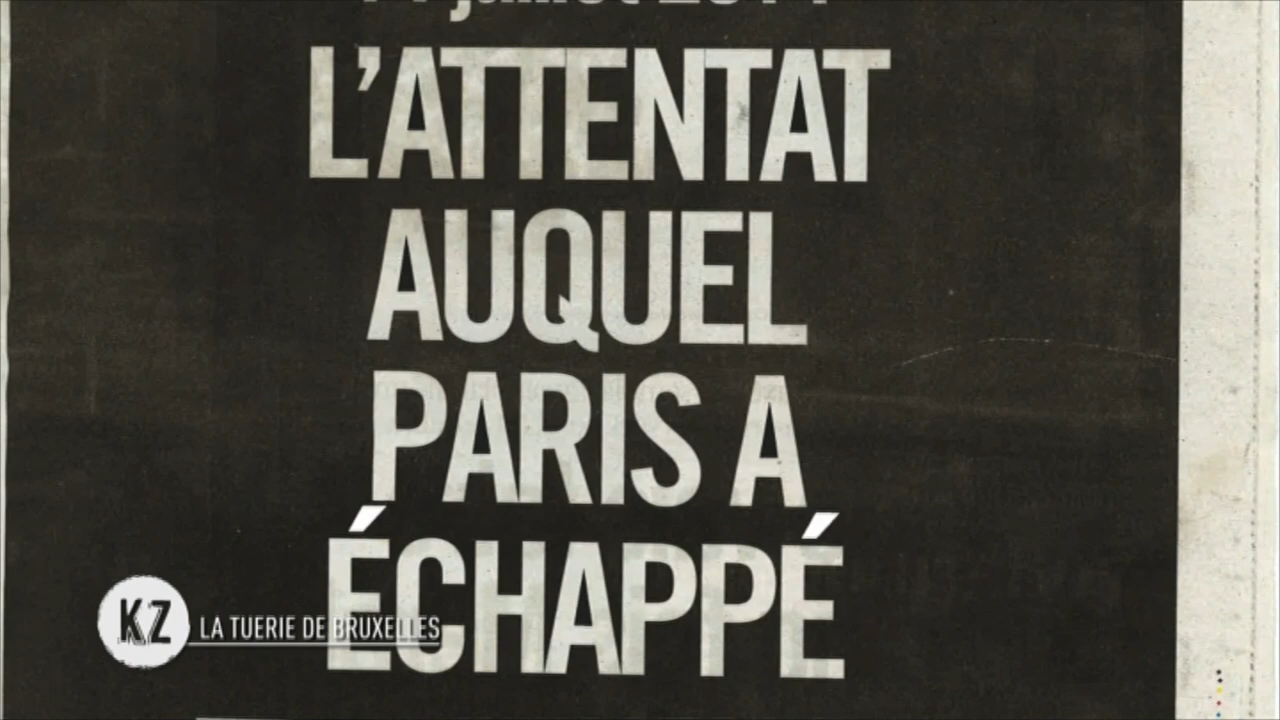 L'ATTENTAT
AUQUEL
PARIS A
ÉCHAPPÉ
KZ
LA TUERIE DE BRUXELLES